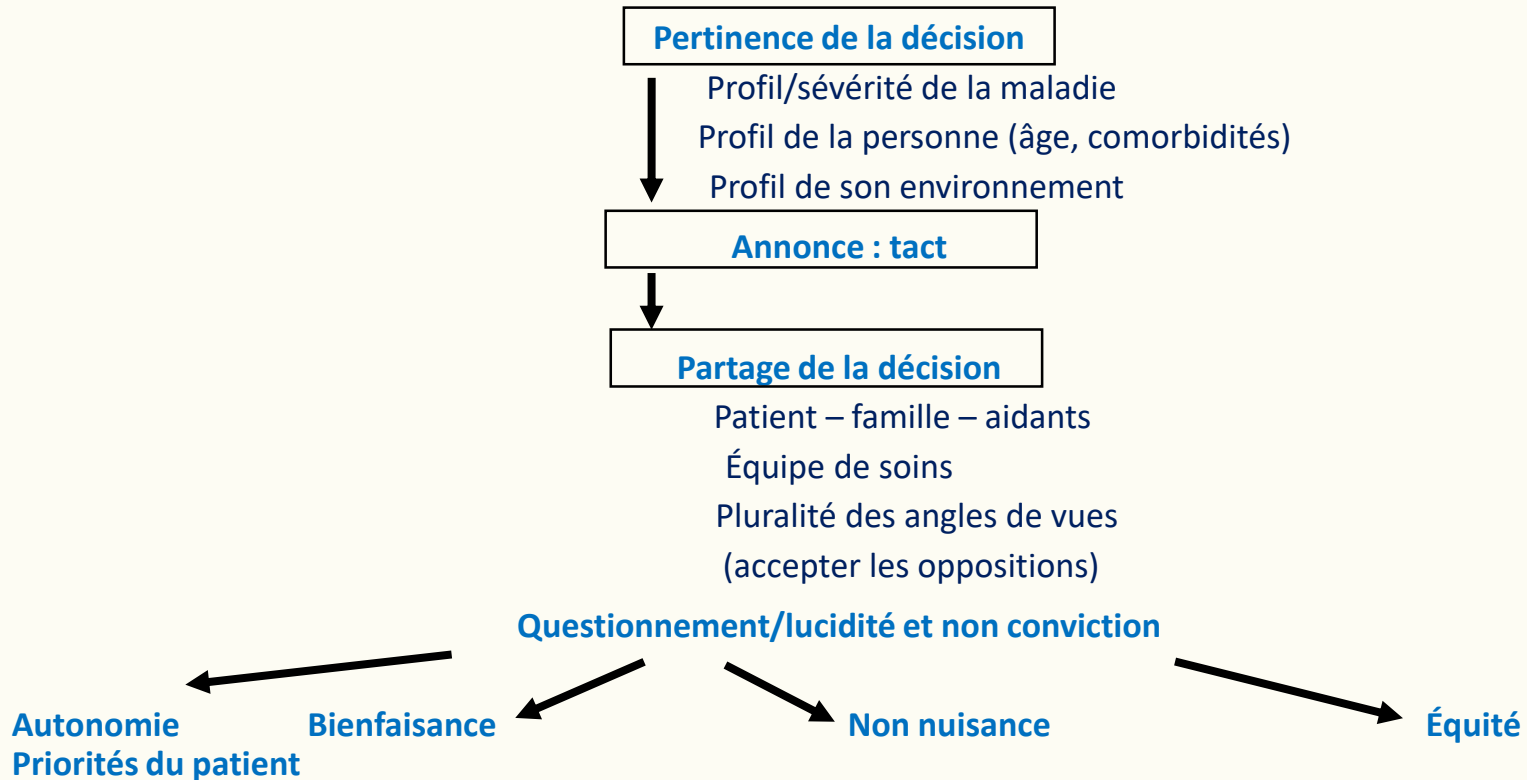 Pertinence de la décision
Profil/sévérité de la maladie
Profil de la personne (âge, comorbidités)
Profil de son environnement
Annonce : tact
Partage de la décision
Patient – famille – aidants
Équipe de soins
Pluralité des angles de vues
(accepter les oppositions)
Questionnement/lucidité et non conviction
Autonomie Bienfaisance Non nuisance Équité
Priorités du patient